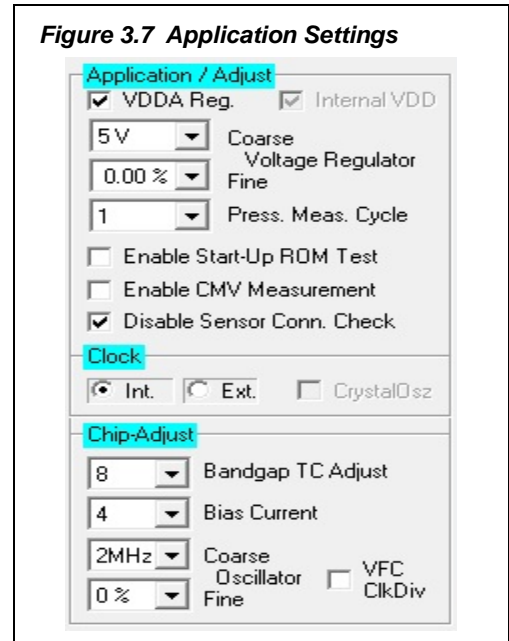 Figure 3.7 Application Settings
Application / Adjust
VDDA Reg. Internal VDD
5 V Coarse
Voltage Regulator
0.00 % Fine
1 Press. Meas. Cycle
Enable Start-Up ROM Test
Enable CMV Measurement
Disable Sensor Conn. Check
Clock
Int. Ext. CrystalOsz
Chip-Adjust
8 Bandgap TC Adjust
4 Bias Current
2MHz Coarse
Oscillator VFC
0 % Fine ClkDiv